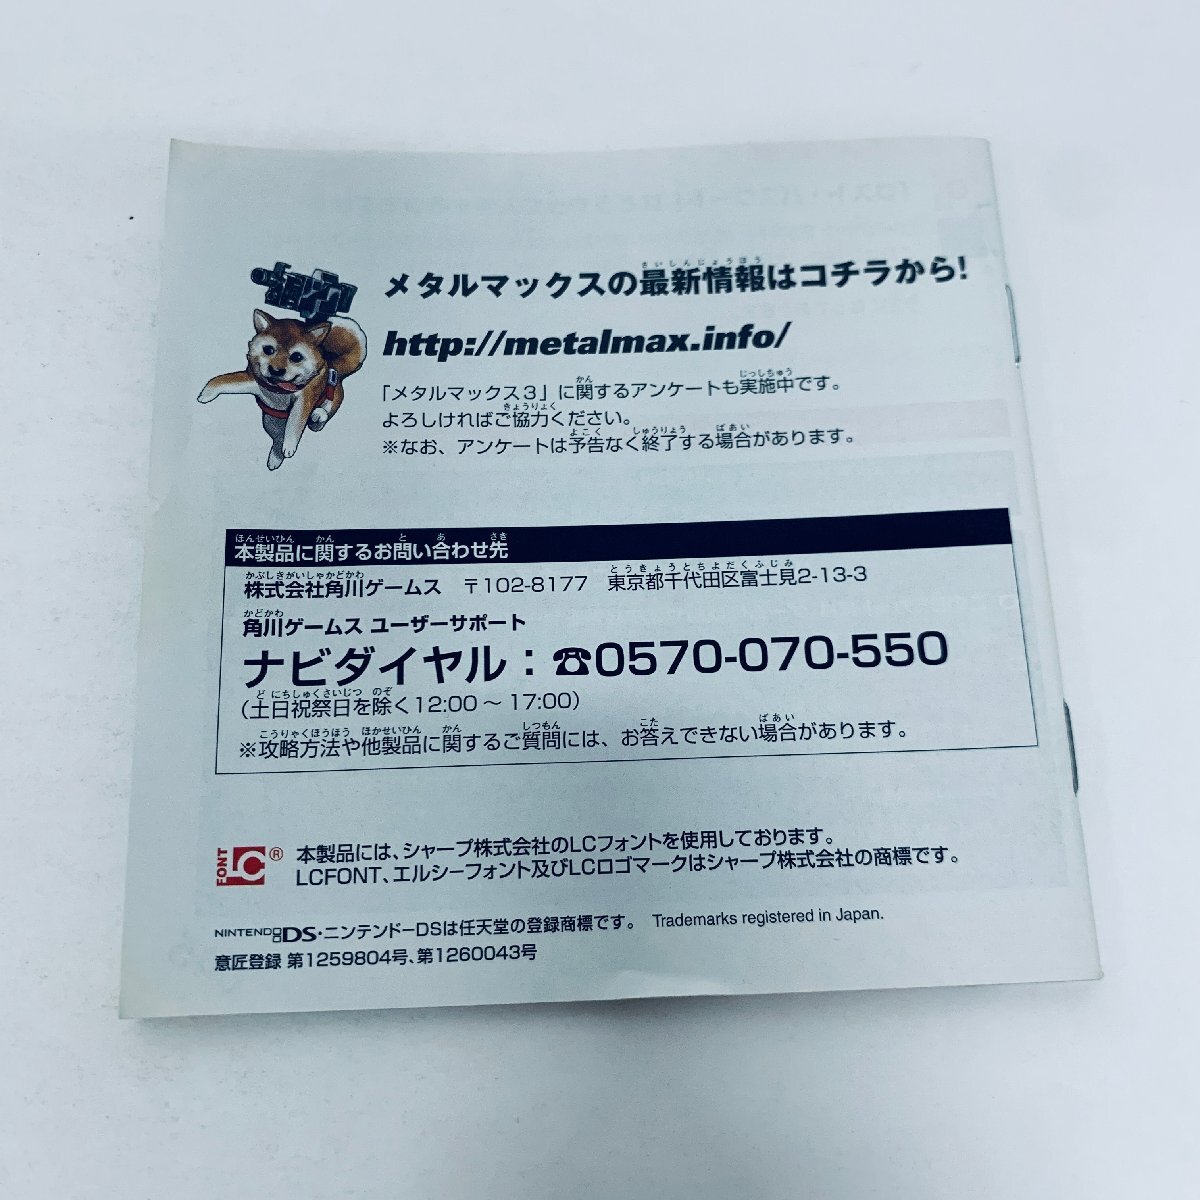 メタルマックスの最新情報はコチラから!
http://metalmax.info/
「メタルマックス3」に関するアンケートも実施中です。
よろしければご協力ください。
※なお、アンケートは予告なく終了する場合があります。
本製品に関するお問い合わせ先
株式会社角川ゲームス 〒102-8177 東京都千代田区富士見2-13-3
角川ゲームス ユーザーサポート
ナビダイヤル：☎0570-070-550
（土日祝祭日を除く12:00～17:00）
※攻略方法や他製品に関するご質問には、お答えできない場合があります。
FONT LC® 本製品には、シャープ株式会社のLCフォントを使用しております。
LCFONT、エルシーフォント及びLCロゴマークはシャープ株式会社の商標です。
NINTENDO DS・ニンテンドーDSは任天堂の登録商標です。 Trademarks registered in Japan.
意匠登録 第1259804号、第1260043号